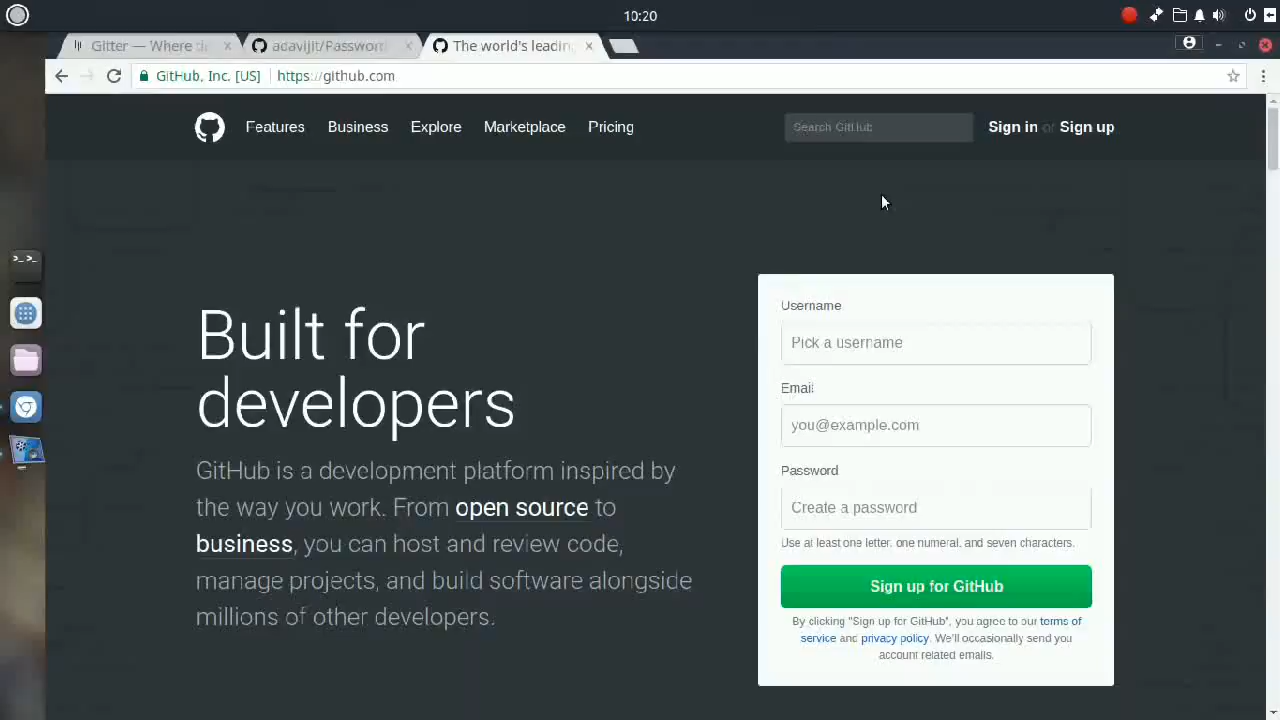 10:20
Gitter — Where
adavijit/Password
The world's leading
GitHub, Inc. [US] https://github.com
Features Business Explore Marketplace Pricing Search GitHub Sign in or Sign up
Built for
developers
GitHub is a development platform inspired by
the way you work. From open source to
business, you can host and review code,
manage projects, and build software alongside
millions of other developers.
Username
Pick a username
Email
you@example.com
Password
Create a password
Use at least one letter, one numeral, and seven characters.
Sign up for GitHub
By clicking "Sign up for GitHub", you agree to our terms of
service and privacy policy. We'll occasionally send you
account related emails.